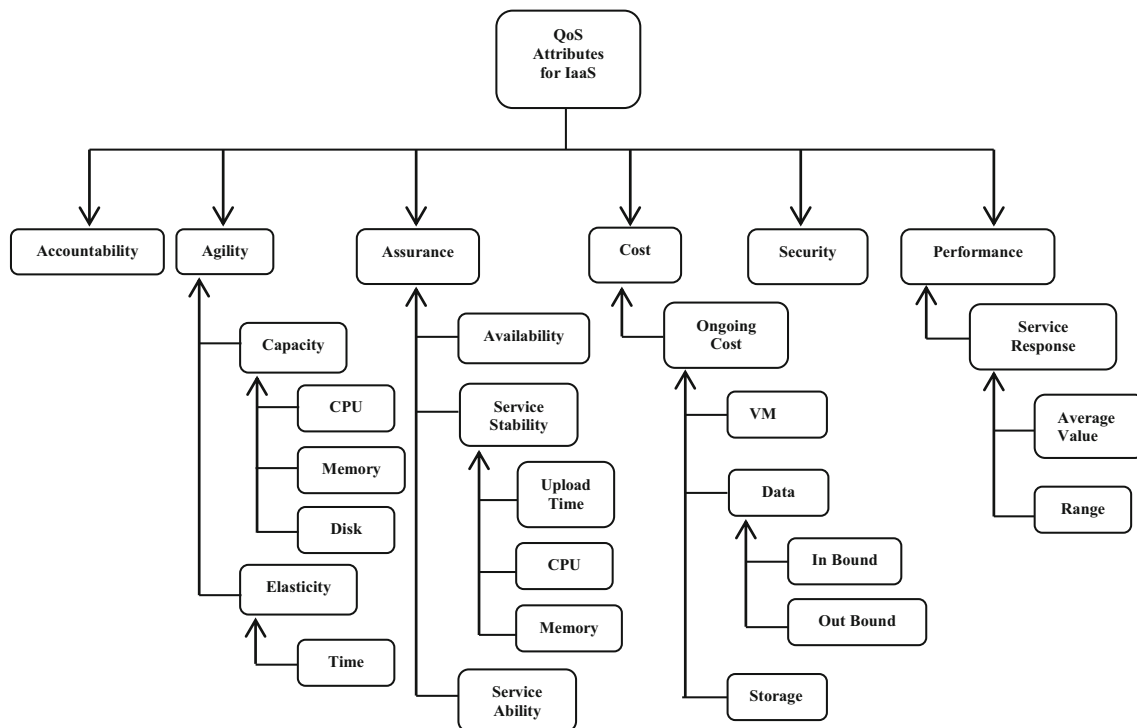 QoS
Attributes
for IaaS
Accountability
Agility
Assurance
Cost
Security
Performance
Capacity
CPU
Memory
Disk
Elasticity
Time
Availability
Service
Stability
Upload
Time
CPU
Memory
Service
Ability
Ongoing
Cost
VM
Data
In Bound
Out Bound
Storage
Service
Response
Average
Value
Range